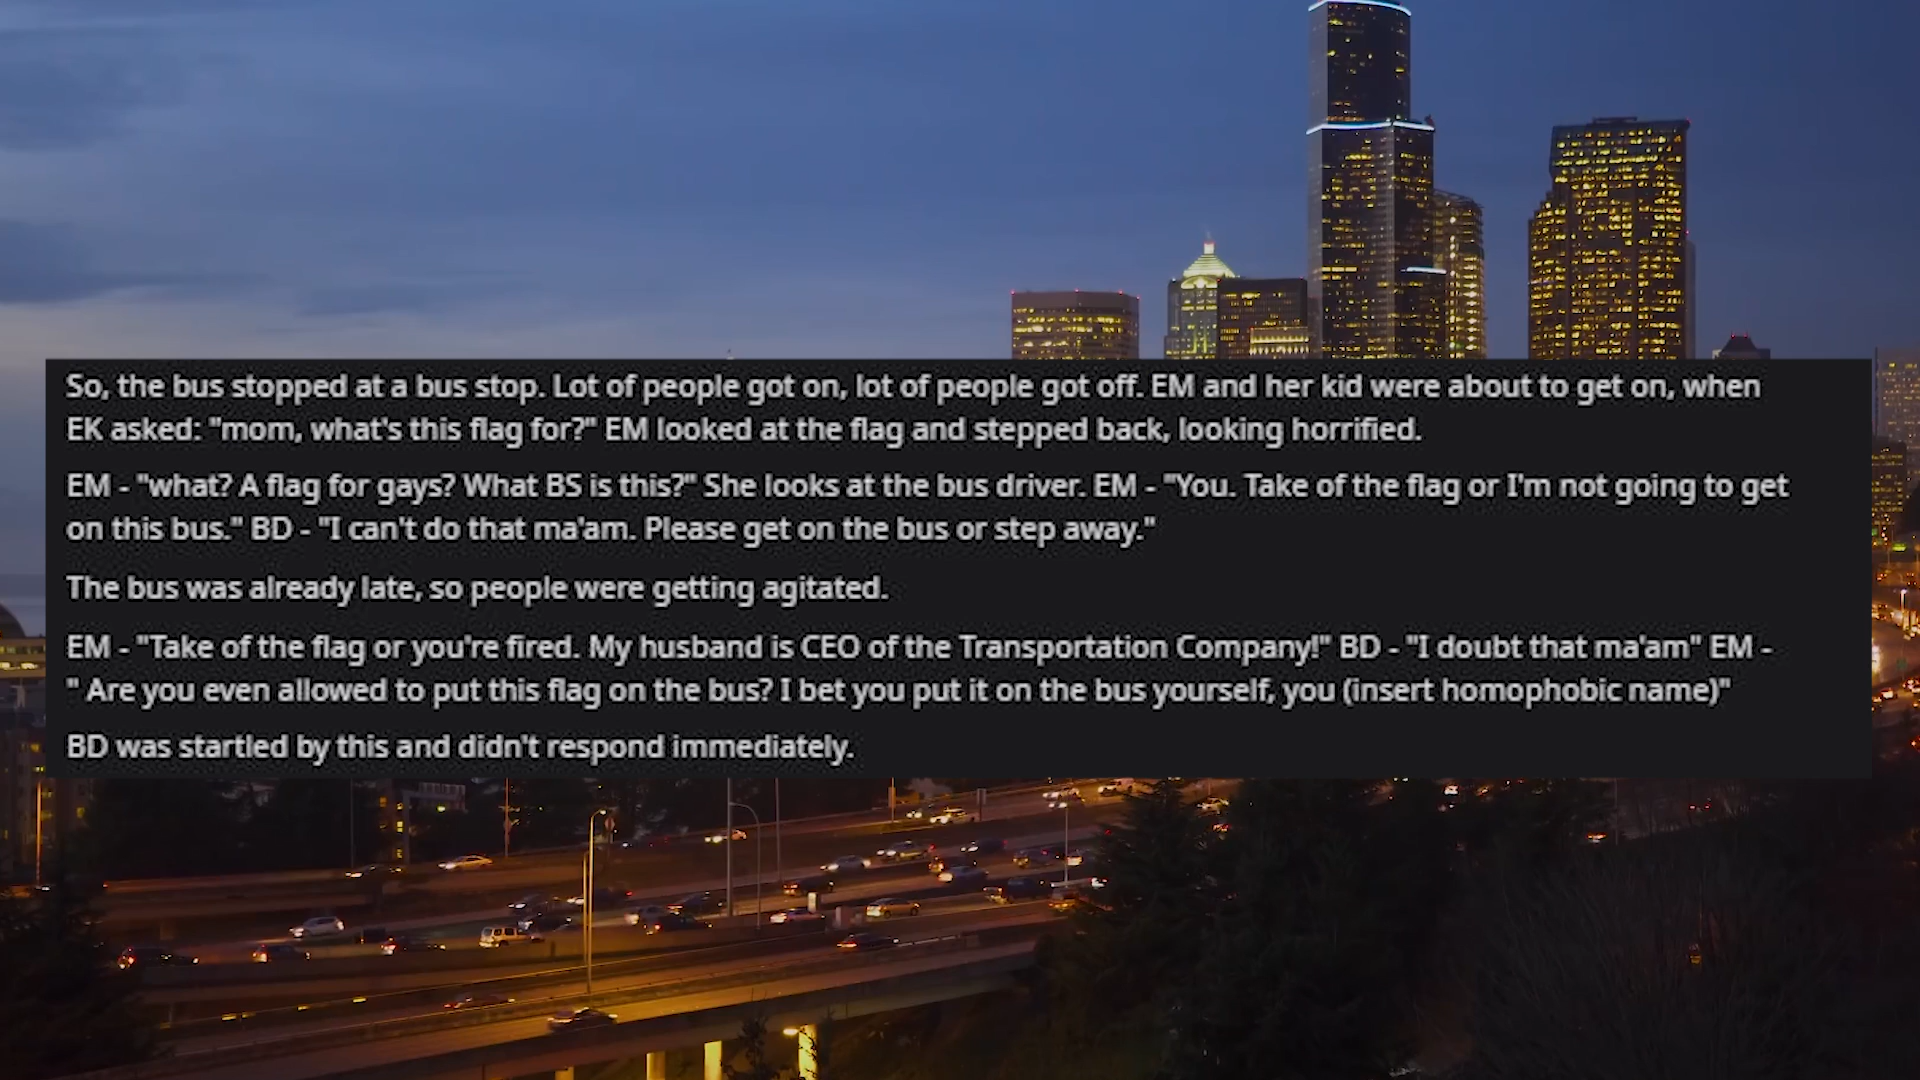 So, the bus stopped at a bus stop. Lot of people got on, lot of people got off. EM and her kid were about to get on, when
EK asked: "mom, what's this flag for?" EM looked at the flag and stepped back, looking horrified.
EM - "what? A flag for gays? What BS is this?" She looks at the bus driver. EM - "You. Take of the flag or I'm not going to get
on this bus." BD - "I can't do that ma'am. Please get on the bus or step away."
The bus was already late, so people were getting agitated.
EM - "Take of the flag or you're fired. My husband is CEO of the Transportation Company!" BD - "I doubt that ma'am" EM -
" Are you even allowed to put this flag on the bus? I bet you put it on the bus yourself, you (insert homophobic name)"
BD was startled by this and didn't respond immediately.